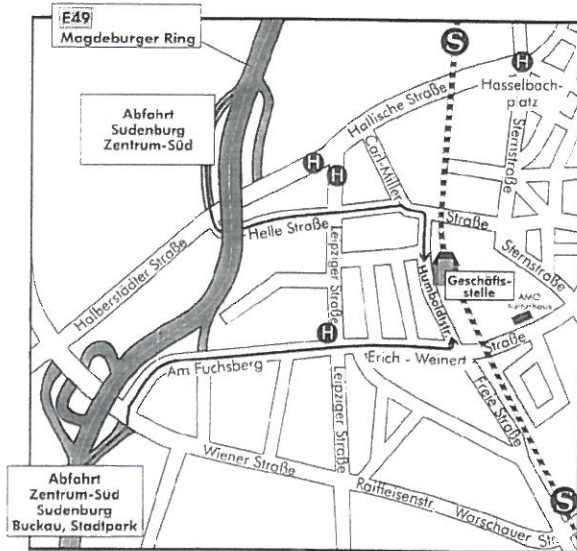 E49
Magdeburger Ring
Abfahrt
Sudenburg
Zentrum-Süd
S
H
Hasselbach-
platz
Hallische Straße
Sternstraße
Carl-Miller
H
H
Straße
Helle Straße
Leipziger Straße
Sternstraße
Halberstädter Straße
Humboldtstr.
Geschäfts-
stelle
AMO
H
Straße
Erich - Weinert
Am Fuchsberg
Leipziger Straße
Freie Straße
Wiener Straße
Raiffeisenstr.
Warschauer Str.
S
Abfahrt
Zentrum-Süd
Sudenburg
Buckau, Stadtpark